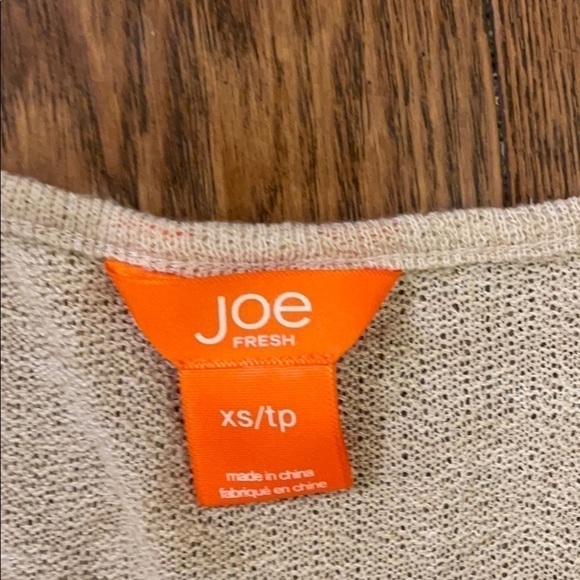 Joe
FRESH
xs/tp
made in china
fabriqué en chine